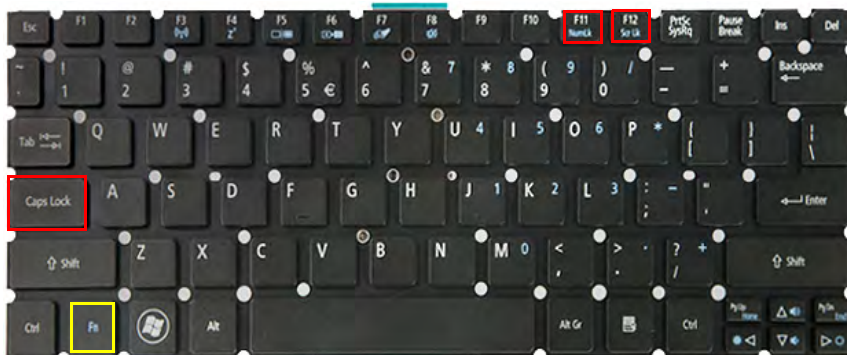 Esc F1 F2 F3 F4 F5 F6 F7 F8 F9 F10 F11 F12 PrtSc Pause Ins Del
z NumLk Scr Lk SysRq Break
~ ! @ # $ % ^ & 7 * 8 ( 9 ) / — + Backspace
1 2 3 4 5 € 6 7 8 9 0 - =
Tab Q W E R T Y U 4 I 5 O 6 P * { } |
[ ] \
Caps Lock A S D F G H J 1 K 2 L 3 : - " Enter
; '
Shift Z X C V B N M 0 < > . ? + Shift
, . /
Ctrl Fn Alt Alt Gr Ctrl PgUp PgDn
Home End